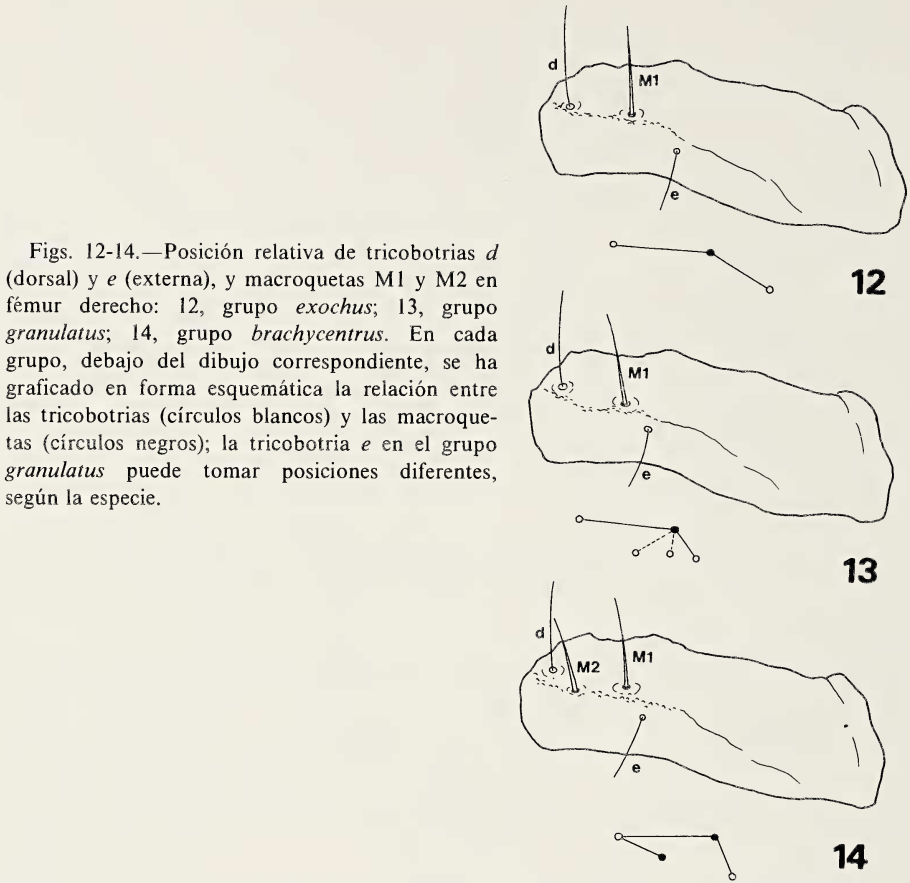 Figs. 12-14.—Posición relativa de tricobotrias d
(dorsal) y e (externa), y macroquetas M1 y M2 en
fémur derecho: 12, grupo exochus; 13, grupo
granulatus; 14, grupo brachycentrus. En cada
grupo, debajo del dibujo correspondiente, se ha
graficado en forma esquemática la relación entre
las tricobotrias (círculos blancos) y las macroque-
tas (círculos negros); la tricobotria e en el grupo
granulatus puede tomar posiciones diferentes,
según la especie.
d
M1
e
12
d
M1
e
13
d
M2
M1
e
14